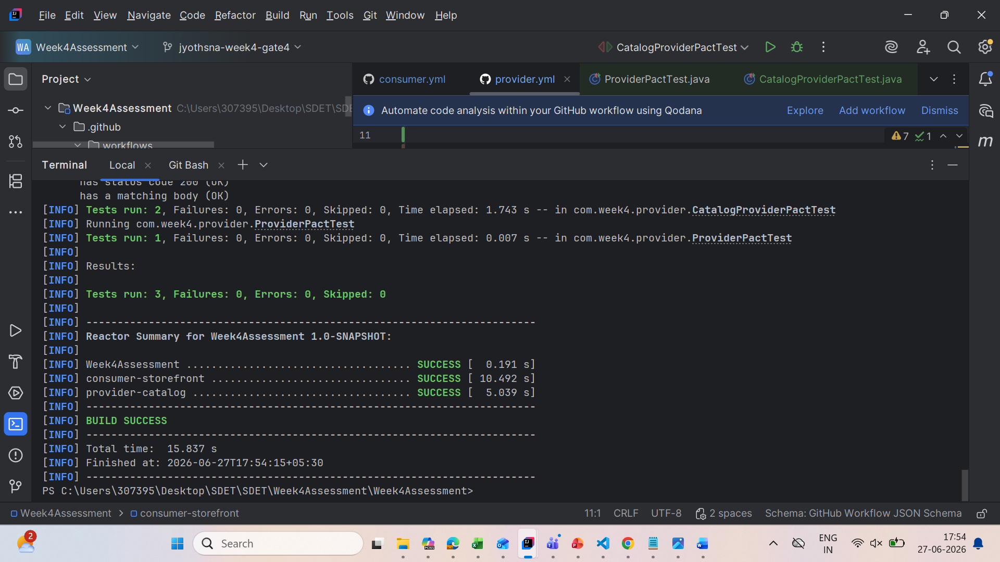 File Edit View Navigate Code Refactor Build Run Tools Git Window Help
WA Week4Assessment jyothsna-week4-gate4 CatalogProviderPactTest
Project
consumer.yml provider.yml ProviderPactTest.java CatalogProviderPactTest.java
Week4Assessment C:\Users\307395\Desktop\SDET\SDE
Automate code analysis within your GitHub workflow using Qodana Explore Add workflow Dismiss
.github
11 7 1
workflows
Terminal Local Git Bash
has status code 200 (OK)
has a matching body (OK)
[INFO] Tests run: 2, Failures: 0, Errors: 0, Skipped: 0, Time elapsed: 1.743 s -- in com.week4.provider.CatalogProviderPactTest
[INFO] Running com.week4.provider.ProviderPactTest
[INFO] Tests run: 1, Failures: 0, Errors: 0, Skipped: 0, Time elapsed: 0.007 s -- in com.week4.provider.ProviderPactTest
[INFO]
[INFO] Results:
[INFO]
[INFO] Tests run: 3, Failures: 0, Errors: 0, Skipped: 0
[INFO]
[INFO] ------------------------------------------------------------------------
[INFO] Reactor Summary for Week4Assessment 1.0-SNAPSHOT:
[INFO]
[INFO] Week4Assessment .................................... SUCCESS [  0.191 s]
[INFO] consumer-storefront ................................ SUCCESS [ 10.492 s]
[INFO] provider-catalog ................................... SUCCESS [  5.039 s]
[INFO] ------------------------------------------------------------------------
[INFO] BUILD SUCCESS
[INFO] ------------------------------------------------------------------------
[INFO] Total time:  15.837 s
[INFO] Finished at: 2026-06-27T17:54:15+05:30
[INFO] ------------------------------------------------------------------------
PS C:\Users\307395\Desktop\SDET\SDET\Week4Assessment\Week4Assessment>
Week4Assessment > consumer-storefront 11:1 CRLF UTF-8 2 spaces Schema: GitHub Workflow JSON Schema
2 Search M365 ENG 17:54
IN 27-06-2026